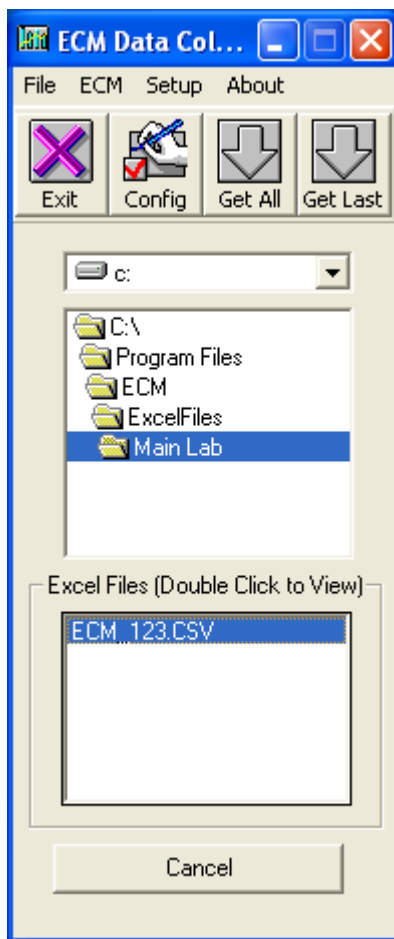 ECM Data Col...
File ECM Setup About
Exit Config Get All Get Last
c:
C:\
Program Files
ECM
ExcelFiles
Main Lab
Excel Files (Double Click to View)
ECM_123.CSV
Cancel